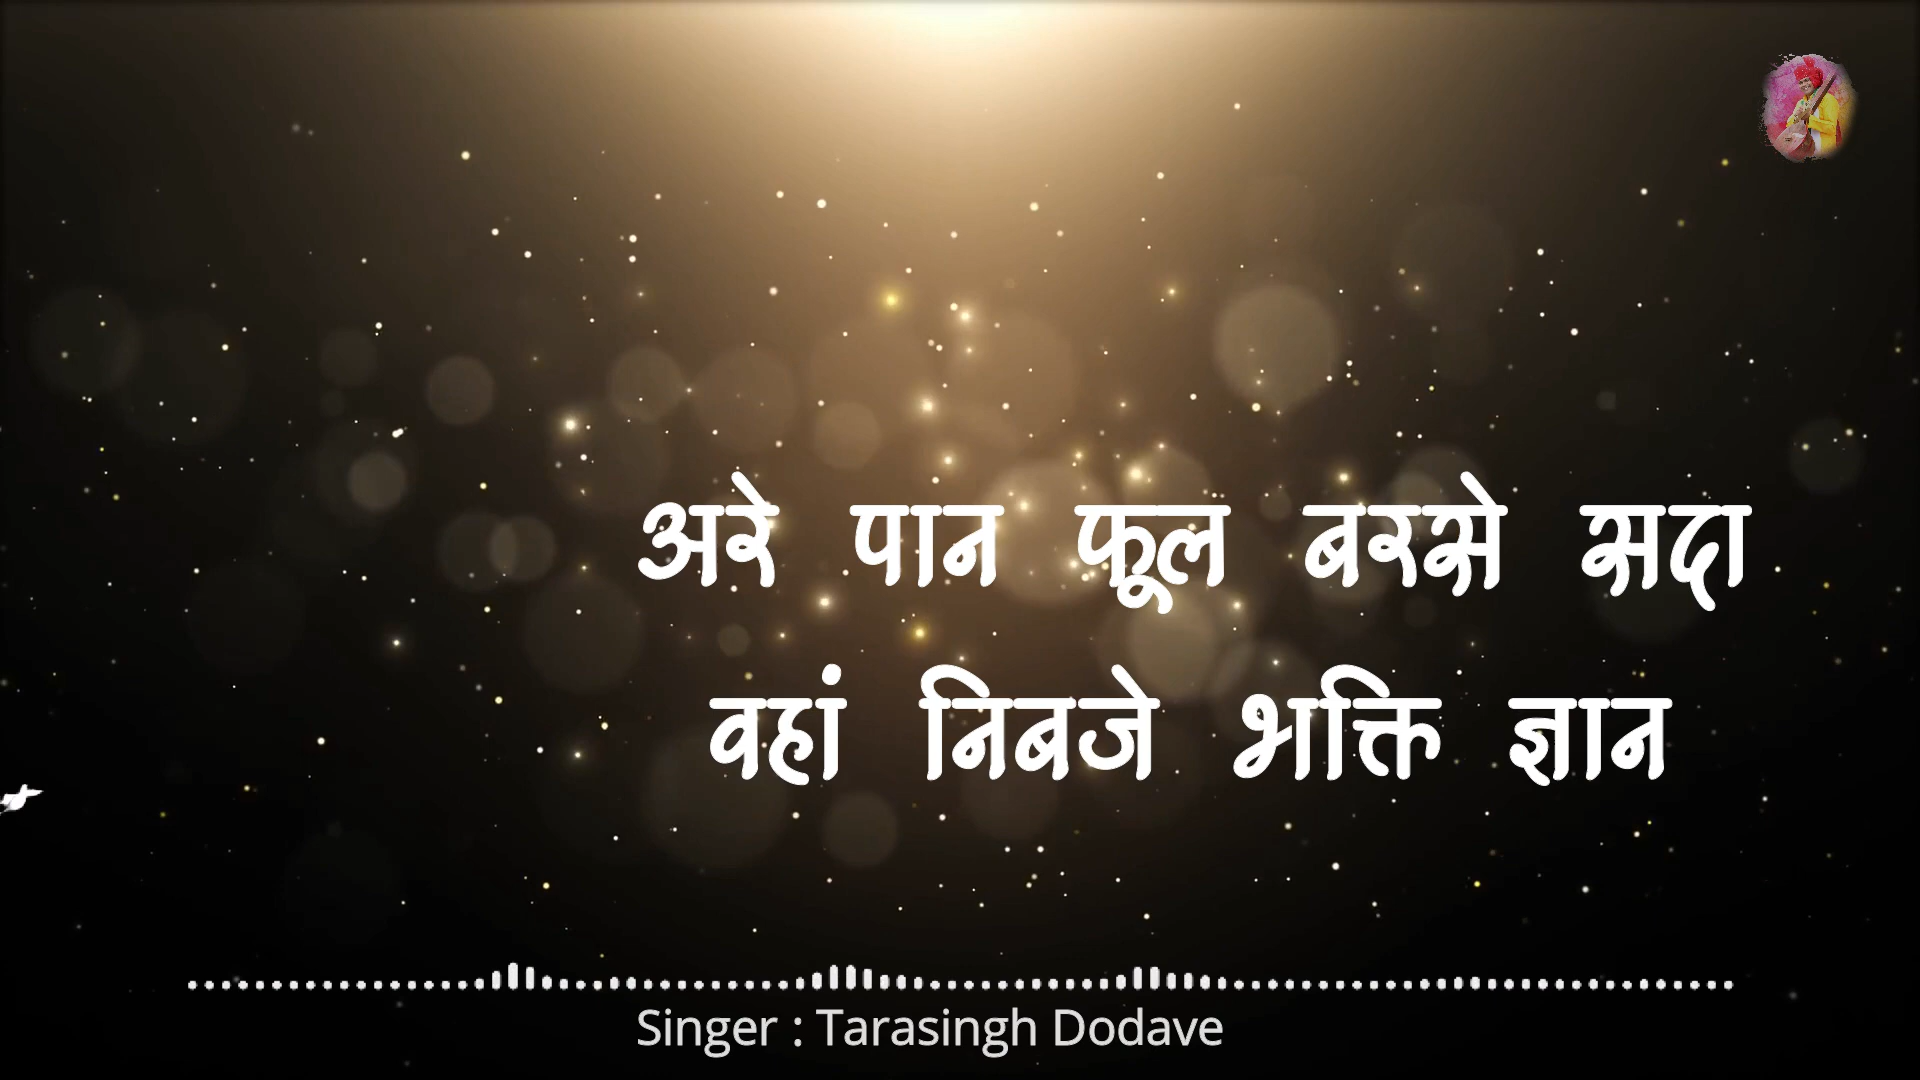 अरे पान फूल बरसे सदा
वहां निबजे भक्ति ज्ञान
Singer : Tarasingh Dodave